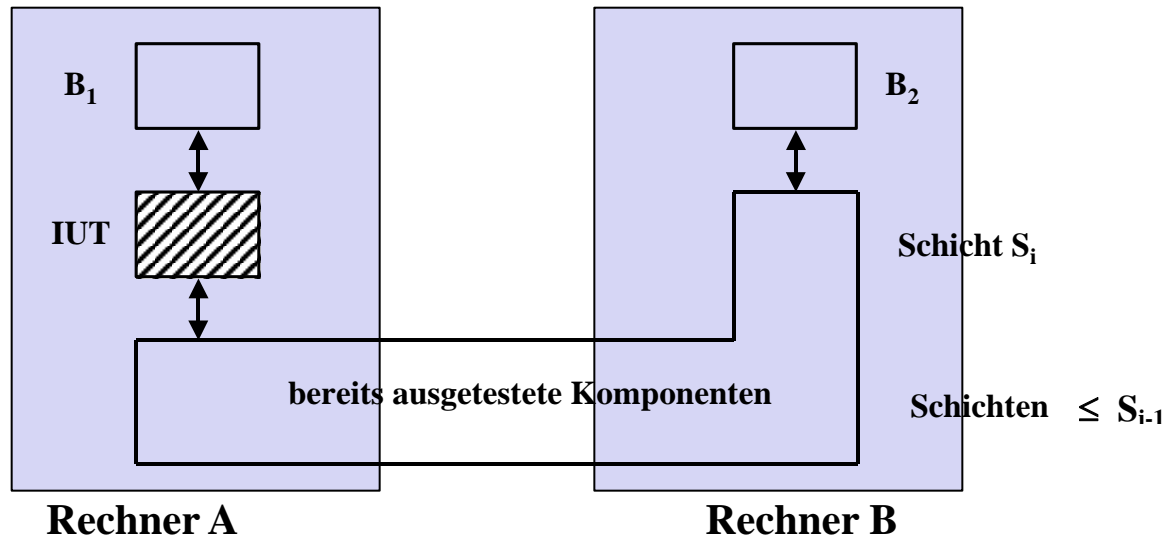 B₁
B₂
IUT
Schicht Sᵢ
bereits ausgetestete Komponenten
Schichten ≤ Sᵢ₋₁
Rechner A
Rechner B